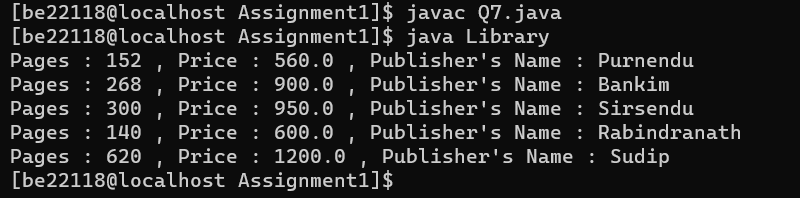 [be22118@localhost Assignment1]$ javac Q7.java
[be22118@localhost Assignment1]$ java Library
Pages : 152 , Price : 560.0 , Publisher's Name : Purnendu
Pages : 268 , Price : 900.0 , Publisher's Name : Bankim
Pages : 300 , Price : 950.0 , Publisher's Name : Sirsendu
Pages : 140 , Price : 600.0 , Publisher's Name : Rabindranath
Pages : 620 , Price : 1200.0 , Publisher's Name : Sudip
[be22118@localhost Assignment1]$